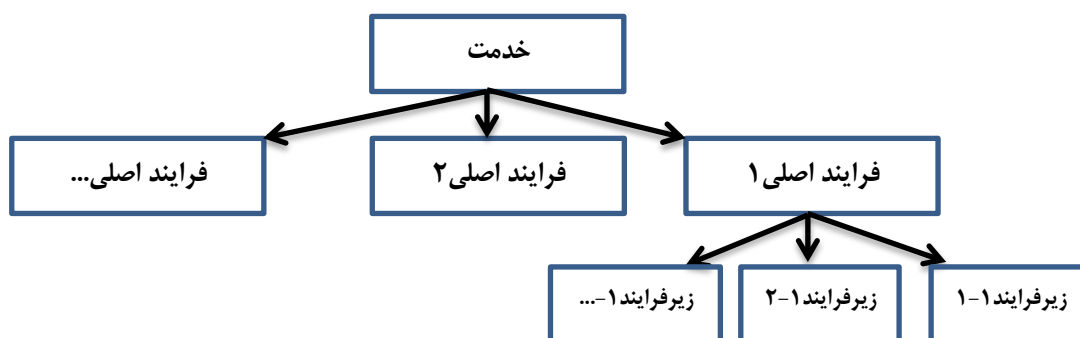 خدمت
فرایند اصلی۱
فرایند اصلی۲
فرایند اصلی...
زیرفرایند۱-۱
زیرفرایند۱-۲
زیرفرایند۱-...